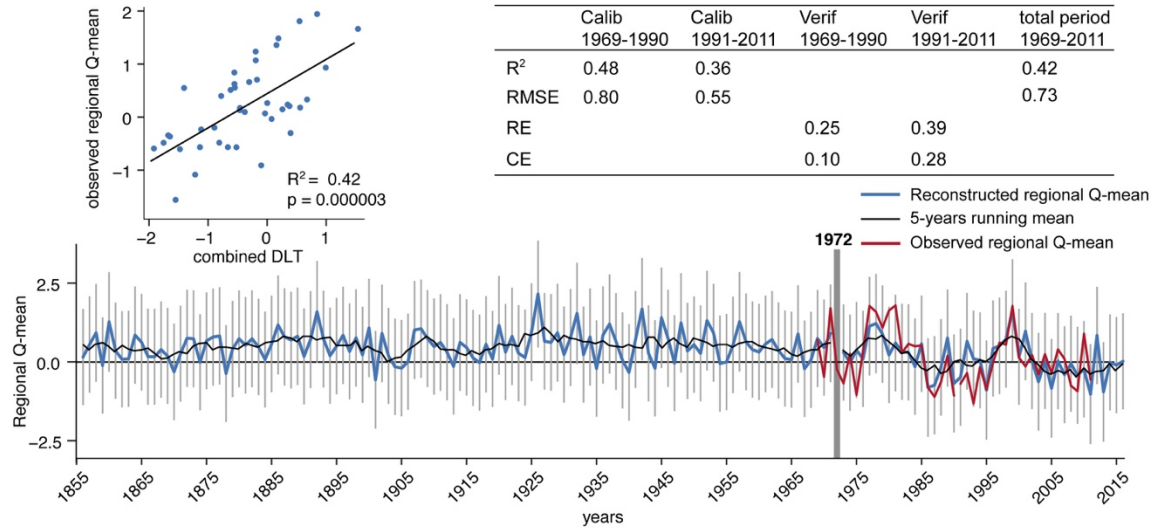 observed regional Q-mean
2
1
0
−1
R² = 0.42
p = 0.000003
−2 −1 0 1
combined DLT
Calib Calib Verif Verif total period
1969-1990 1991-2011 1969-1990 1991-2011 1969-2011
R² 0.48 0.36 0.42
RMSE 0.80 0.55 0.73
RE 0.25 0.39
CE 0.10 0.28
Reconstructed regional Q-mean
5-years running mean
Observed regional Q-mean
1972
Regional Q-mean
2.5
0.0
−2.5
1855 1865 1875 1885 1895 1905 1915 1925 1935 1945 1955 1965 1975 1985 1995 2005 2015
years